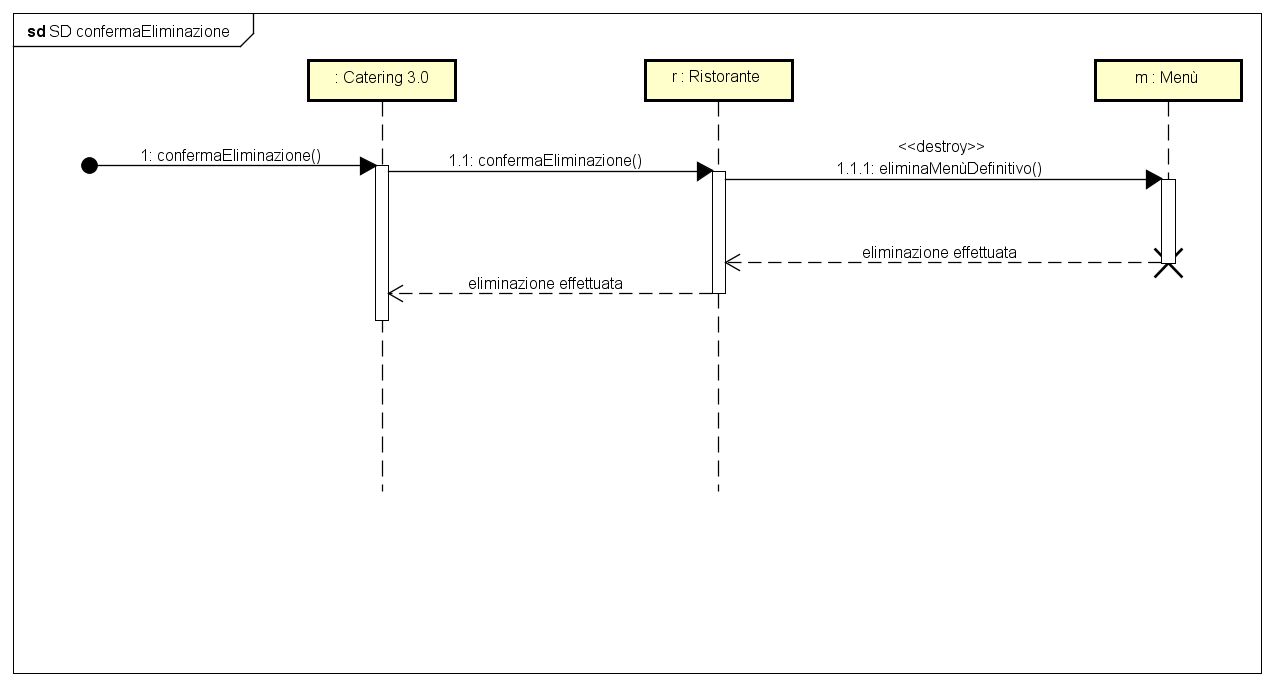 sd SD confermaEliminazione
: Catering 3.0
r : Ristorante
m : Menù
1: confermaEliminazione()
1.1: confermaEliminazione()
<<destroy>>
1.1.1: eliminaMenùDefinitivo()
eliminazione effettuata
eliminazione effettuata